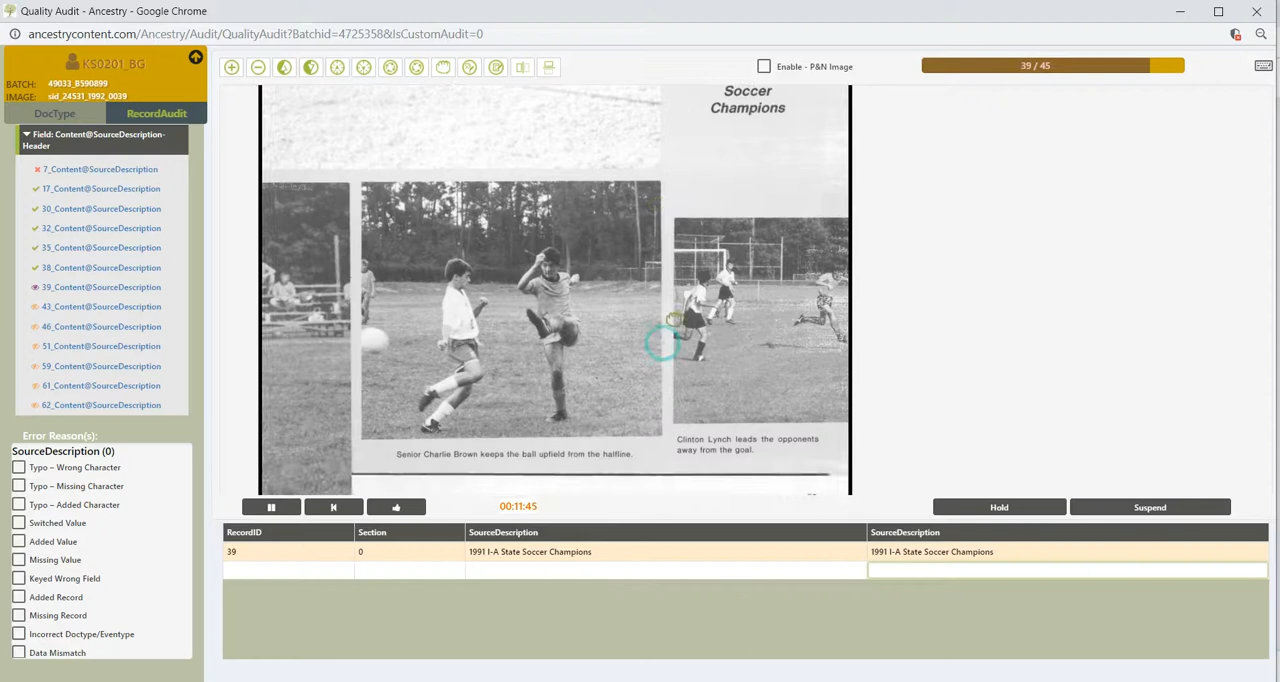 Quality Audit - Ancestry - Google Chrome
ancestrycontent.com/Ancestry/Audit/QualityAudit?Batchid=4725358&IsCustomAudit=0
KS0201_BG
BATCH: 49033_B590899
IMAGE: sid_24531_1992_0039
DocType RecordAudit
Field: Content@SourceDescription-
Header
7_Content@SourceDescription
17_Content@SourceDescription
30_Content@SourceDescription
32_Content@SourceDescription
35_Content@SourceDescription
38_Content@SourceDescription
39_Content@SourceDescription
43_Content@SourceDescription
46_Content@SourceDescription
51_Content@SourceDescription
59_Content@SourceDescription
61_Content@SourceDescription
62_Content@SourceDescription
Error Reason(s):
SourceDescription (0)
Typo – Wrong Character
Typo – Missing Character
Typo – Added Character
Switched Value
Added Value
Missing Value
Keyed Wrong Field
Added Record
Missing Record
Incorrect Doctype/Eventype
Data Mismatch
Enable - P&N Image
39 / 45
Soccer
Champions
Senior Charlie Brown keeps the ball upfield from the halfline.
Clinton Lynch leads the opponents
away from the goal.
00:11:45
Hold Suspend
RecordID Section SourceDescription SourceDescription
39 0 1991 I-A State Soccer Champions 1991 I-A State Soccer Champions